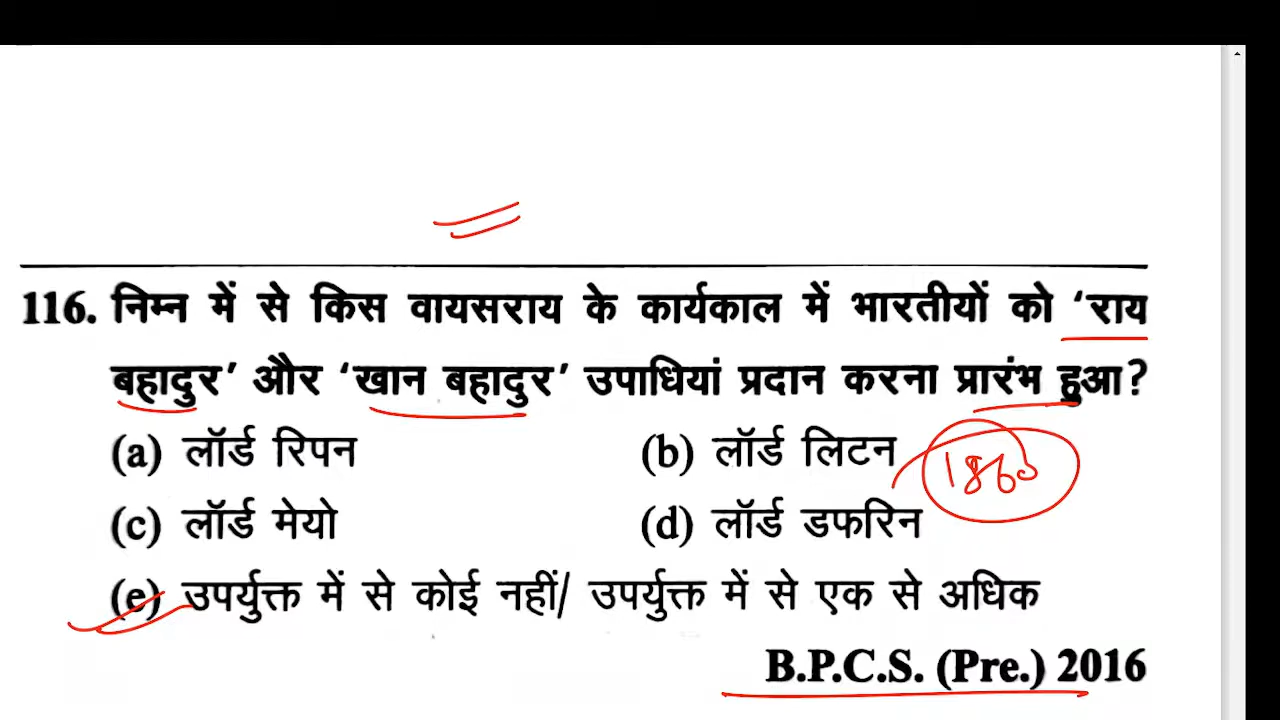 116. निम्न में से किस वायसराय के कार्यकाल में भारतीयों को ‘राय
बहादुर’ और ‘खान बहादुर’ उपाधियां प्रदान करना प्रारंभ हुआ?
(a) लॉर्ड रिपन (b) लॉर्ड लिटन
1860
(c) लॉर्ड मेयो (d) लॉर्ड डफरिन
(e) उपर्युक्त में से कोई नहीं/ उपर्युक्त में से एक से अधिक
B.P.C.S. (Pre.) 2016